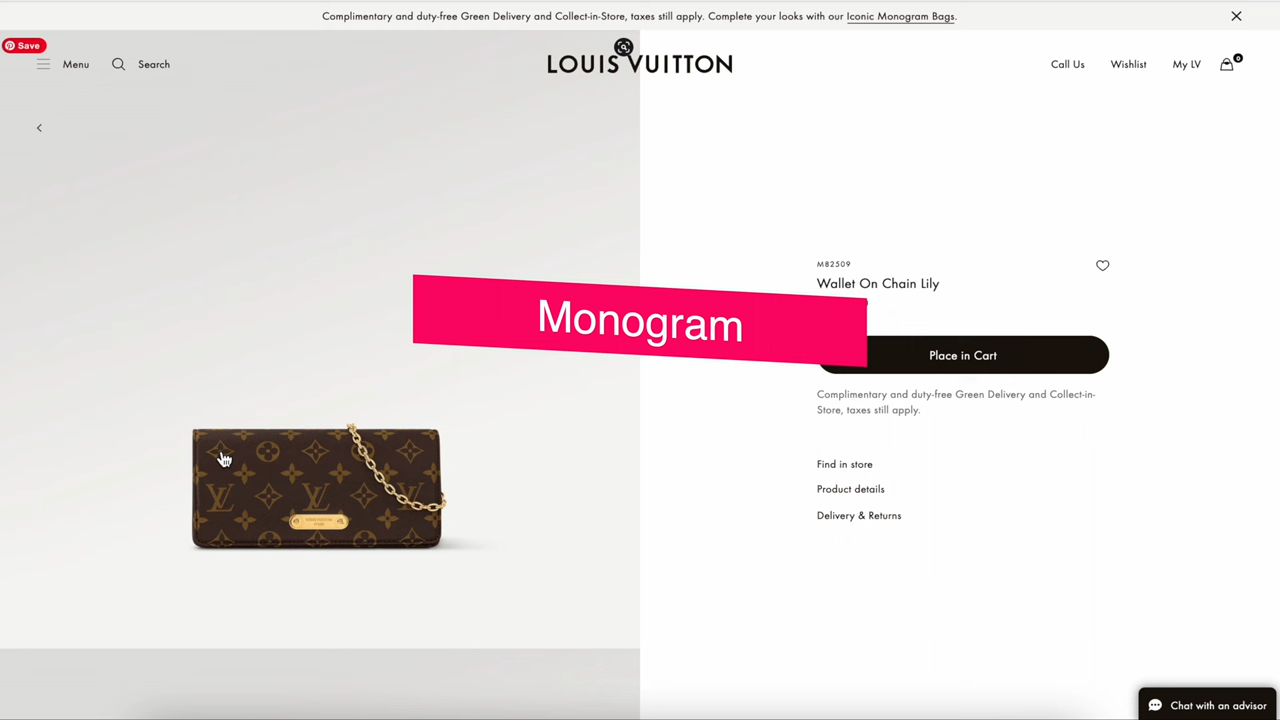 Complimentary and duty-free Green Delivery and Collect-in-Store, taxes still apply. Complete your looks with our Iconic Monogram Bags.
Save
Menu
Search
LOUIS VUITTON
Call Us
Wishlist
My LV
0
M82509
Wallet On Chain Lily
Monogram
Place in Cart
Complimentary and duty-free Green Delivery and Collect-in-
Store, taxes still apply.
Find in store
Product details
Delivery & Returns
Chat with an advisor